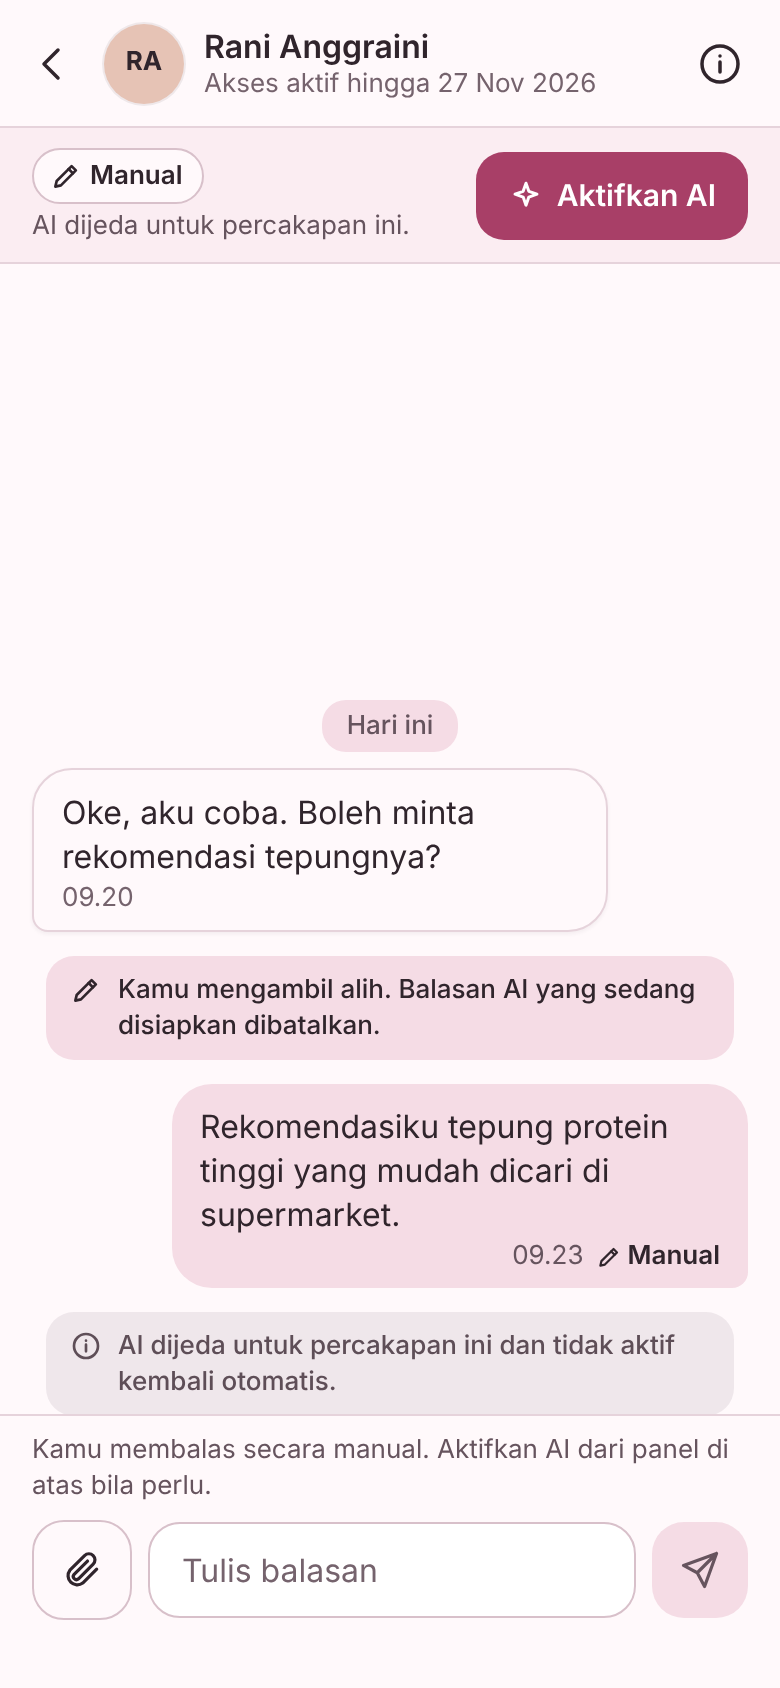 RA
Rani Anggraini
Akses aktif hingga 27 Nov 2026
Manual
AI dijeda untuk percakapan ini.
Aktifkan AI
Hari ini
Oke, aku coba. Boleh minta
rekomendasi tepungnya?
09.20
Kamu mengambil alih. Balasan AI yang sedang
disiapkan dibatalkan.
Rekomendasiku tepung protein
tinggi yang mudah dicari di
supermarket.
09.23 Manual
AI dijeda untuk percakapan ini dan tidak aktif
kembali otomatis.
Kamu membalas secara manual. Aktifkan AI dari panel di
atas bila perlu.
Tulis balasan